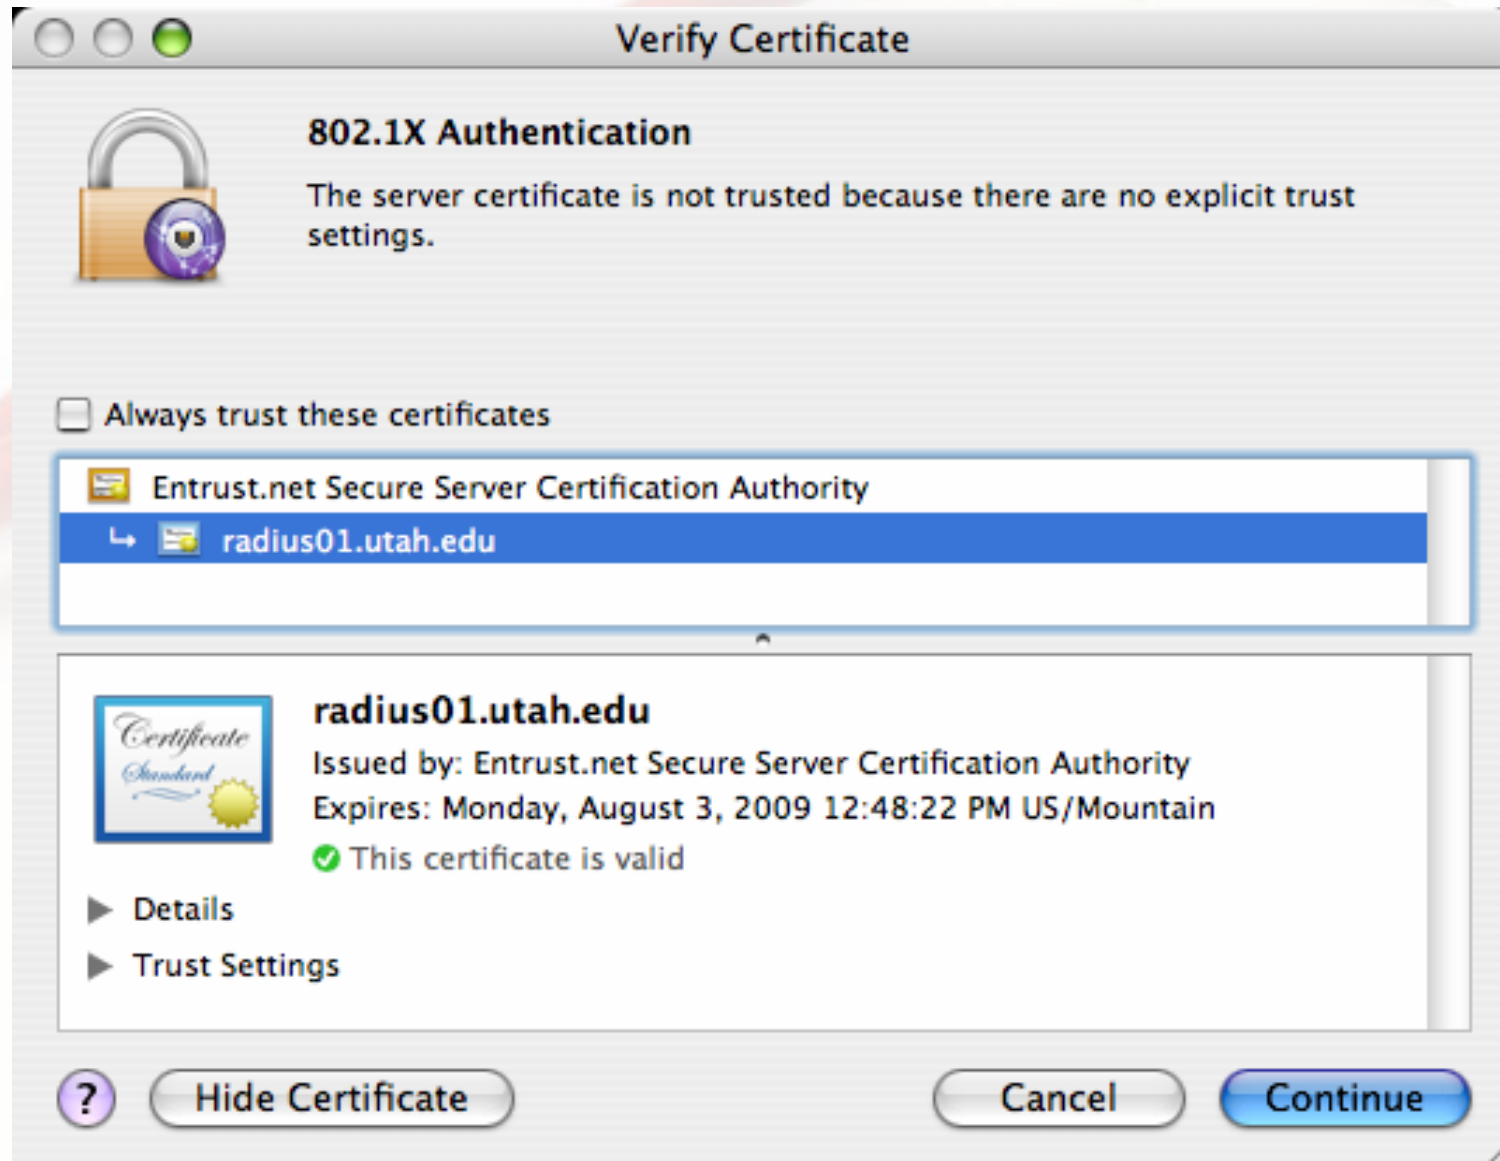 Verify Certificate
802.1X Authentication
The server certificate is not trusted because there are no explicit trust
settings.
Always trust these certificates
Entrust.net Secure Server Certification Authority
radius01.utah.edu
Certificate
Standard
radius01.utah.edu
Issued by: Entrust.net Secure Server Certification Authority
Expires: Monday, August 3, 2009 12:48:22 PM US/Mountain
This certificate is valid
Details
Trust Settings
? Hide Certificate Cancel Continue